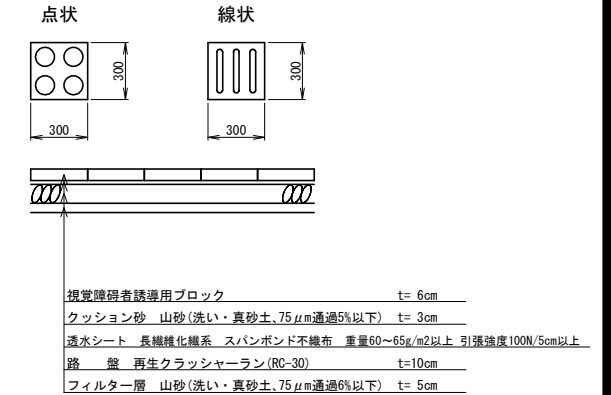 点状 線状
300 300
300 300
視覚障碍者誘導用ブロック t= 6cm
クッション砂 山砂(洗い・真砂土､75μm通過5%以下) t= 3cm
透水シート 長繊維化繊系 スパンボンド不織布 重量60～65g/m2以上 引張強度100N/5cm以上
路 盤 再生クラッシャーラン(RC-30) t=10cm
フィルター層 山砂(洗い・真砂土､75μm通過6%以下) t= 5cm